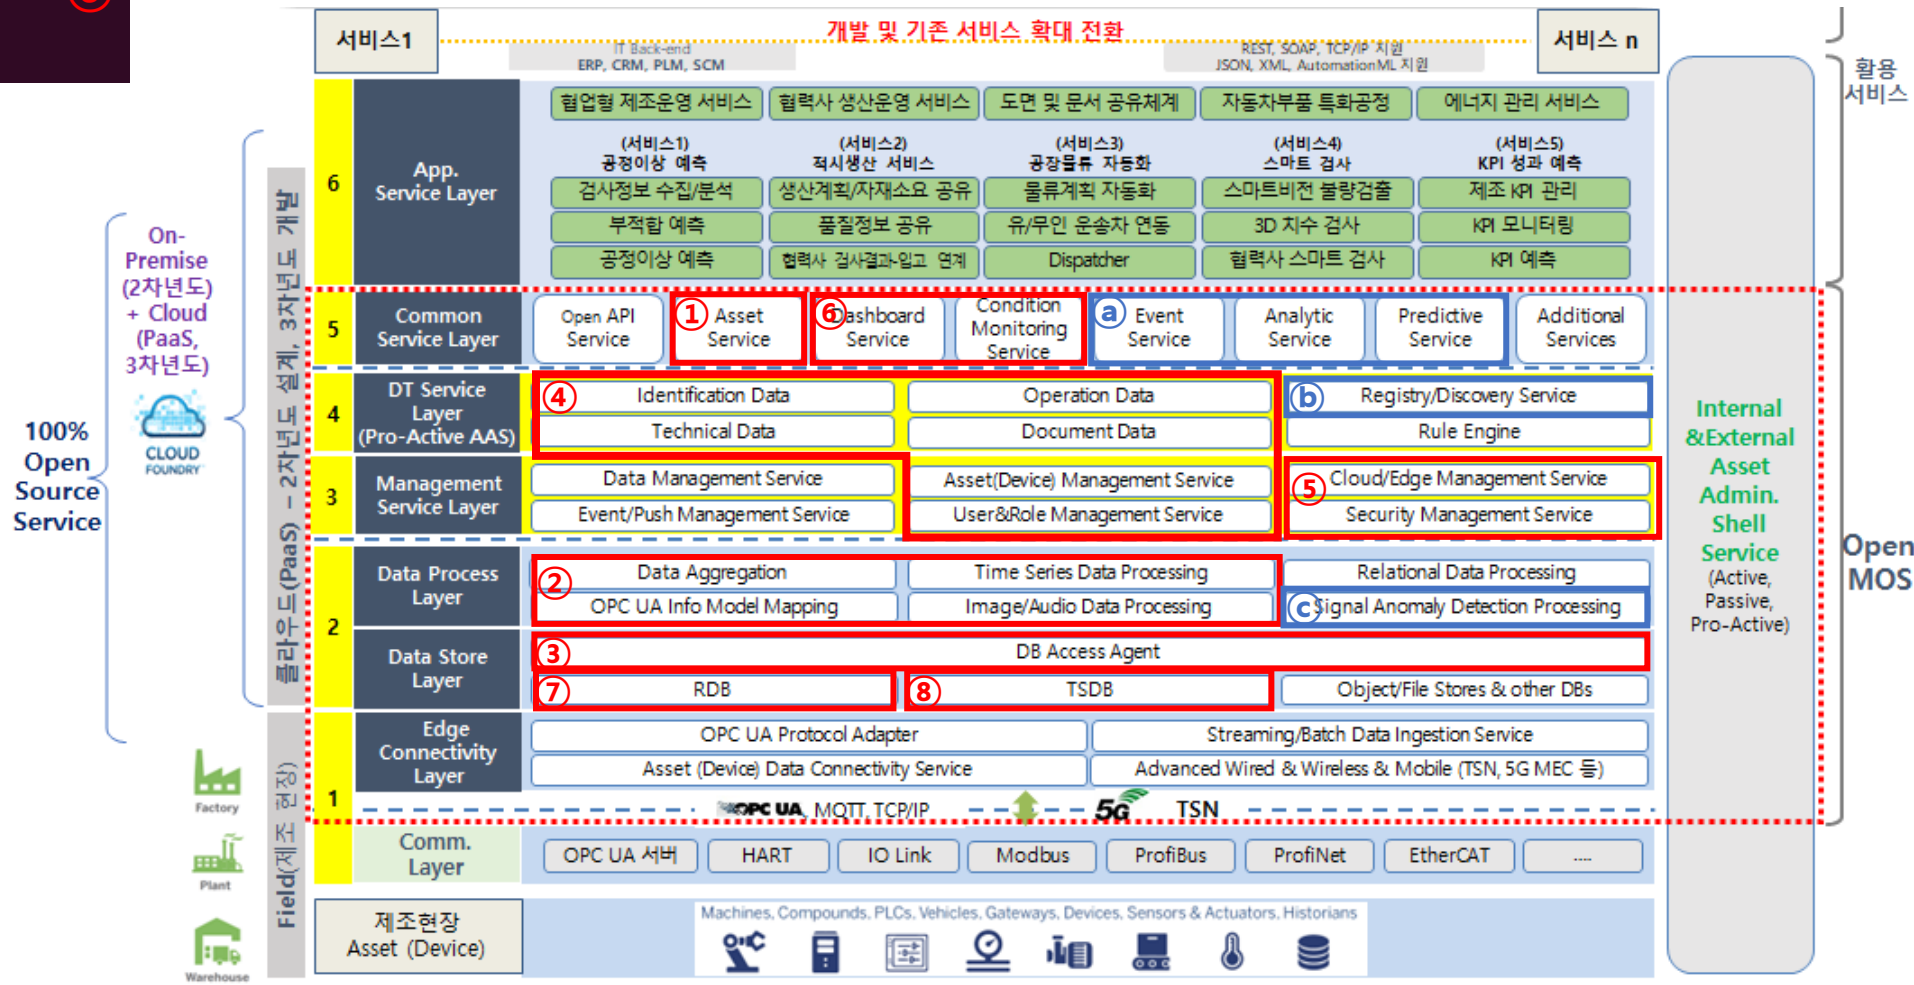 서비스1
개발 및 기존 서비스 확대 전환
서비스 n
IT Back-end
ERP, CRM, PLM, SCM
REST, SOAP, TCP/IP 지원
JSON, XML, AutomationML 지원
활용
서비스
6
App.
Service Layer
협업형 제조운영 서비스
협력사 생산운영 서비스
도면 및 문서 공유체계
자동차부품 특화공정
에너지 관리 서비스
(서비스1)
공정이상 예측
(서비스2)
적시생산 서비스
(서비스3)
공장물류 자동화
(서비스4)
스마트 검사
(서비스5)
KPI 성과 예측
검사정보 수집/분석
생산계획/자재소요 공유
물류계획 자동화
스마트비전 불량검출
제조 KPI 관리
부적합 예측
품질정보 공유
유/무인 운송차 연동
3D 치수 검사
KPI 모니터링
공정이상 예측
협력사 검사결과-입고 연계
Dispatcher
협력사 스마트 검사
KPI 예측
5
Common
Service Layer
Open API
Service
① Asset
Service
⑥ Dashboard
Service
Condition
Monitoring
Service
ⓐ Event
Service
Analytic
Service
Predictive
Service
Additional
Services
4
DT Service
Layer
(Pro-Active AAS)
④ Identification Data
Operation Data
ⓑ Registry/Discovery Service
Technical Data
Document Data
Rule Engine
3
Management
Service Layer
Data Management Service
Asset(Device) Management Service
⑤ Cloud/Edge Management Service
Event/Push Management Service
User&Role Management Service
Security Management Service
2
Data Process
Layer
② Data Aggregation
Time Series Data Processing
Relational Data Processing
OPC UA Info Model Mapping
Image/Audio Data Processing
ⓒ Signal Anomaly Detection Processing
Data Store
Layer
③ DB Access Agent
⑦ RDB
⑧ TSDB
Object/File Stores & other DBs
1
Edge
Connectivity
Layer
OPC UA Protocol Adapter
Streaming/Batch Data Ingestion Service
Asset (Device) Data Connectivity Service
Advanced Wired & Wireless & Mobile (TSN, 5G MEC 등)
OPC UA, MQTT, TCP/IP
5G
TSN
Comm.
Layer
OPC UA 서버
HART
IO Link
Modbus
ProfiBus
ProfiNet
EtherCAT
....
제조현장
Asset (Device)
Machines, Compounds, PLCs, Vehicles, Gateways, Devices, Sensors & Actuators, Historians
100%
Open
Source
Service
On-
Premise
(2차년도)
+ Cloud
(PaaS,
3차년도)
CLOUD
FOUNDRY
클라우드(PaaS) – 2차년도 설계, 3차년도 개발
Field(제조 현장)
Factory
Plant
Warehouse
Internal
&External
Asset
Admin.
Shell
Service
(Active,
Passive,
Pro-Active)
Open
MOS